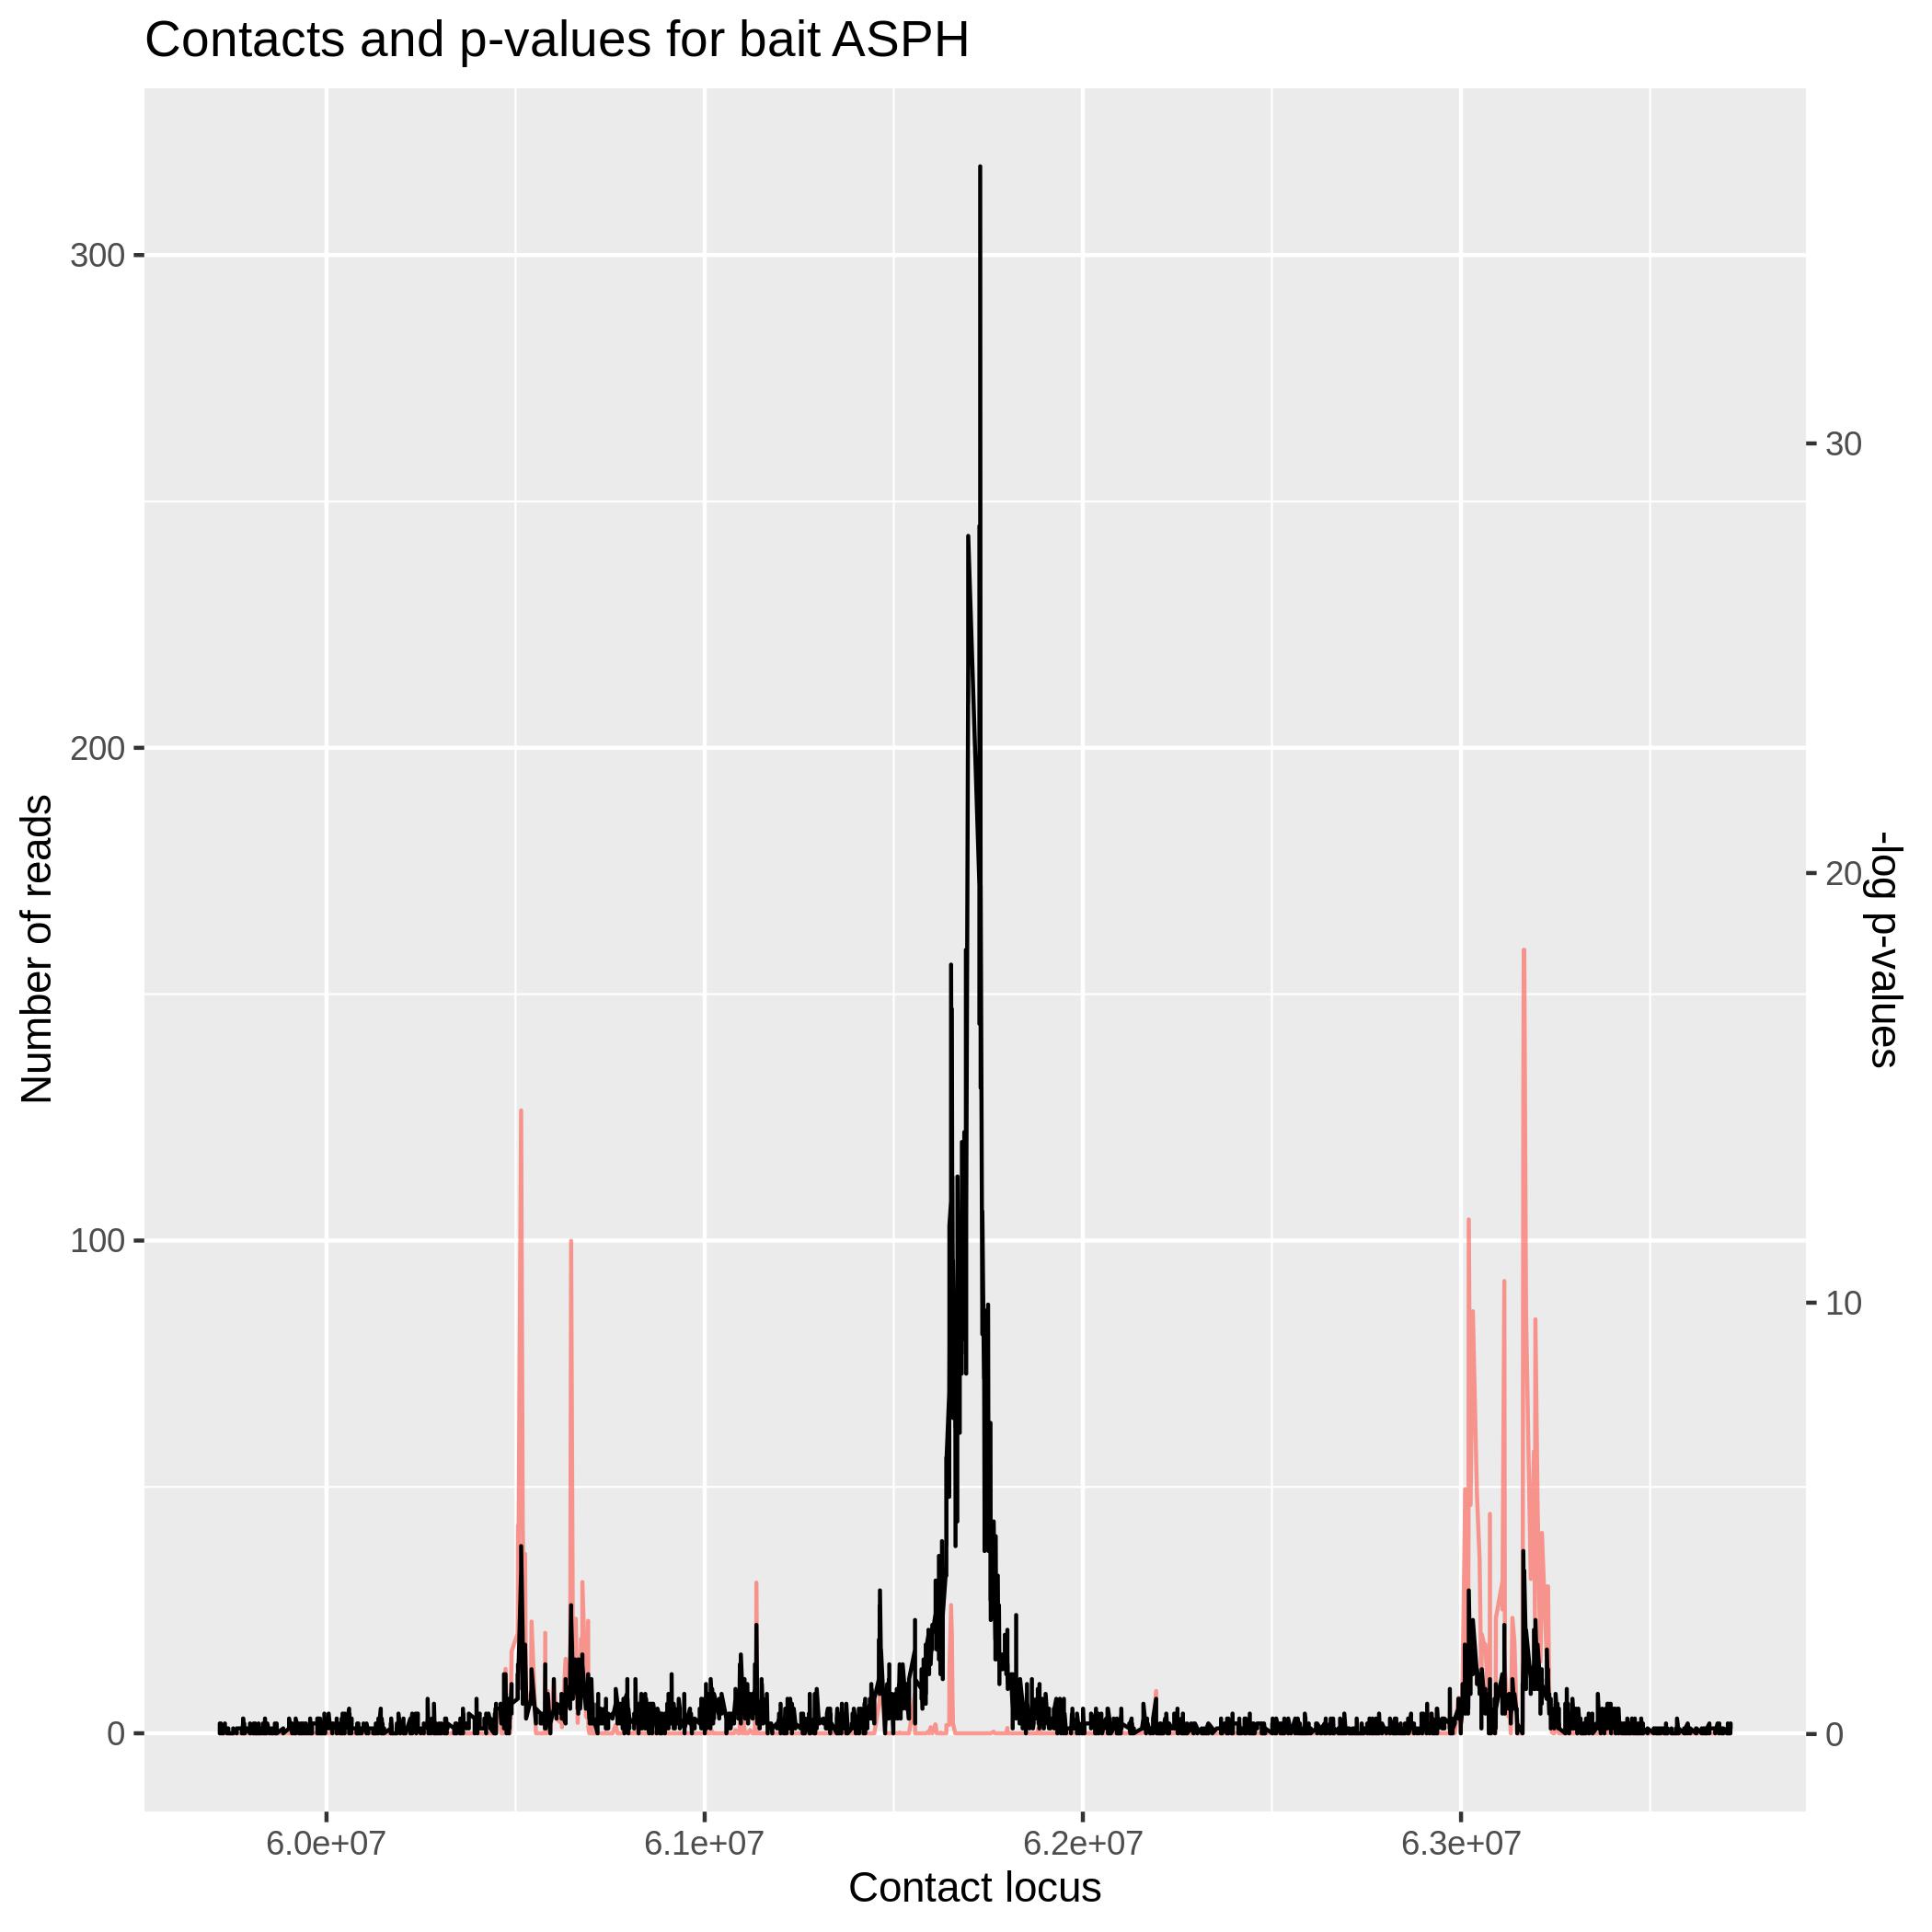 Contacts and p-values for bait ASPH
300
200
100
0
Number of reads
30
20
10
0
-log p-values
6.0e+07 6.1e+07 6.2e+07 6.3e+07
Contact locus